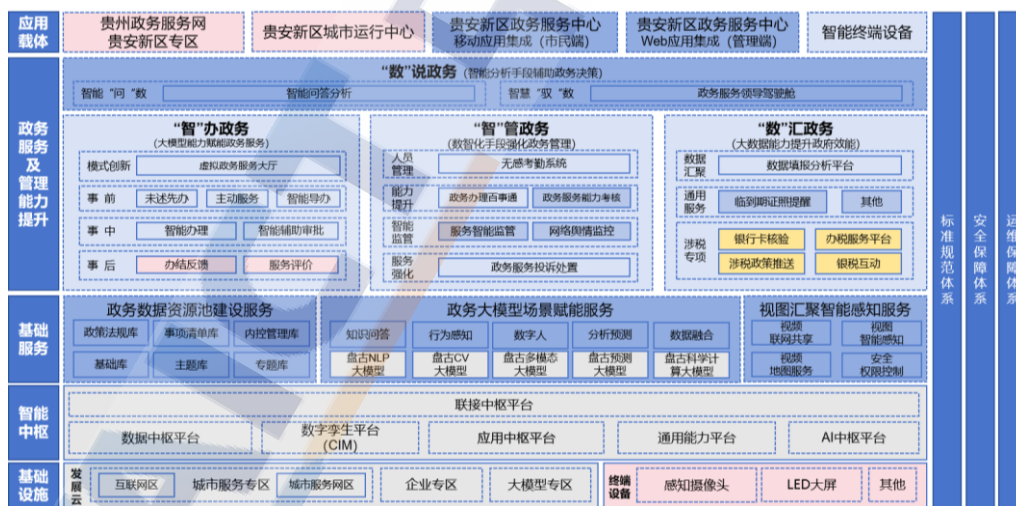 应用载体
贵州政务服务网
贵安新区专区
贵安新区城市运行中心
贵安新区政务服务中心
移动应用集成（市民端）
贵安新区政务服务中心
Web应用集成（管理端）
智能终端设备
政务服务及管理能力提升
“数”说政务（智能分析手段辅助政务决策）
智能“问”数
智能问答分析
智慧“驭”数
政务服务领导驾驶舱
“智”办政务
（大模型能力赋能政务服务）
模式创新
虚拟政务服务大厅
事 前
未述先办
主动服务
智能导办
事 中
智能办理
智能辅助审批
事 后
办结反馈
服务评价
“智”管政务
（数智化手段强化政务管理）
人员管理
无感考勤系统
能力提升
政务办理百事通
政务服务能力考核
智能监管
服务智能监管
网络舆情监控
服务强化
政务服务投诉处置
“数”汇政务
（大数据能力提升政府效能）
数据汇聚
数据填报分析平台
通用服务
临到期证照提醒
其他
涉税专项
银行卡核验
办税服务平台
涉税政策推送
银税互动
基础服务
政务数据资源池建设服务
政策法规库
事项清单库
内控管理库
基础库
主题库
专题库
政务大模型场景赋能服务
知识问答
行为感知
数字人
分析预测
数据融合
盘古NLP
大模型
盘古CV
大模型
盘古多模态
大模型
盘古预测
大模型
盘古科学计
算大模型
视图汇聚智能感知服务
视频
联网共享
视图
智能感知
视频
地图服务
安全
权限控制
智能中枢
联接中枢平台
数据中枢平台
数字孪生平台
(CIM)
应用中枢平台
通用能力平台
AI中枢平台
基础设施
发展云
互联网区
城市服务专区
城市服务网区
企业专区
大模型专区
终端设备
感知摄像头
LED大屏
其他
标准规范体系
安全保障体系
运维保障体系